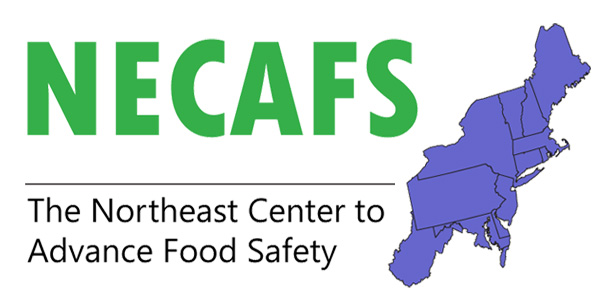 NECAFS
The Northeast Center to
Advance Food Safety